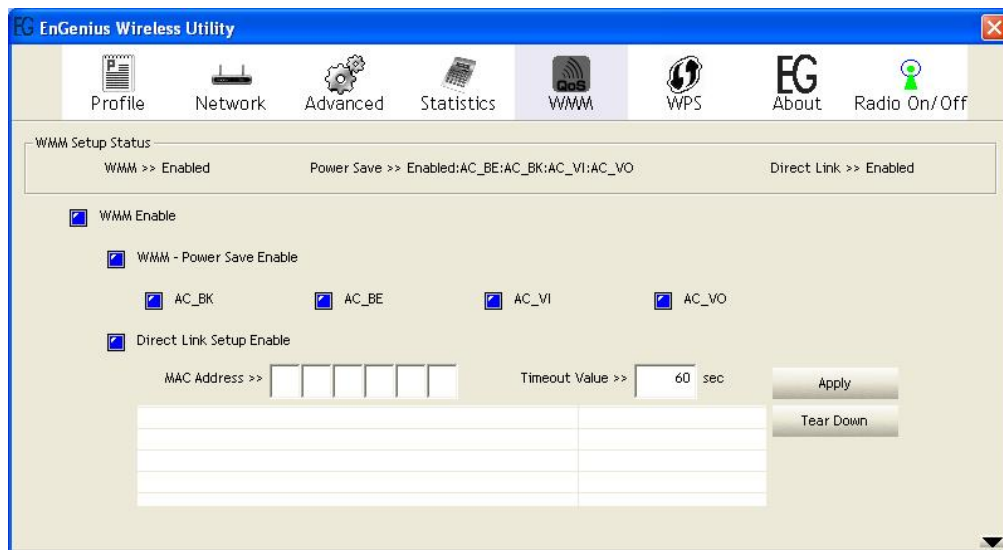 EG EnGenius Wireless Utility
Profile Network Advanced Statistics WMM WPS About Radio On/Off
P= QoS EG
WMM Setup Status
WMM >> Enabled Power Save >> Enabled:AC_BE:AC_BK:AC_VI:AC_VO Direct Link >> Enabled
WMM Enable
WMM - Power Save Enable
AC_BK AC_BE AC_VI AC_VO
Direct Link Setup Enable
MAC Address >> Timeout Value >> 60 sec Apply
Tear Down